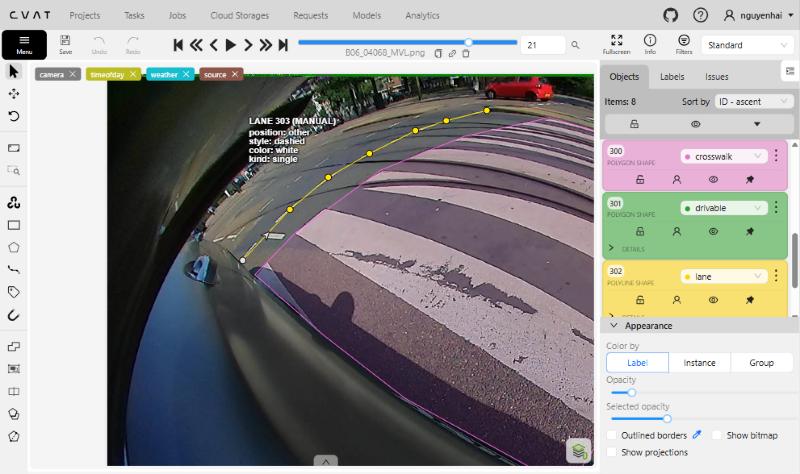 CVAT
Projects
Tasks
Jobs
Cloud Storages
Requests
Models
Analytics
nguyenhai
Menu
Save
Undo
Redo
B06_04068_MVL.png
21
Fullscreen
Info
Filters
Standard
camera
timeofday
weather
source
LANE 303 (MANUAL)
position: other
style: dashed
color: white
kind: single
Objects
Labels
Issues
Items: 8
Sort by
ID - ascent
300
POLYGON SHAPE
crosswalk
301
POLYGON SHAPE
drivable
DETAILS
302
POLYLINE SHAPE
lane
DETAILS
Appearance
Color by
Label
Instance
Group
Opacity
Selected opacity
Outlined borders
Show bitmap
Show projections